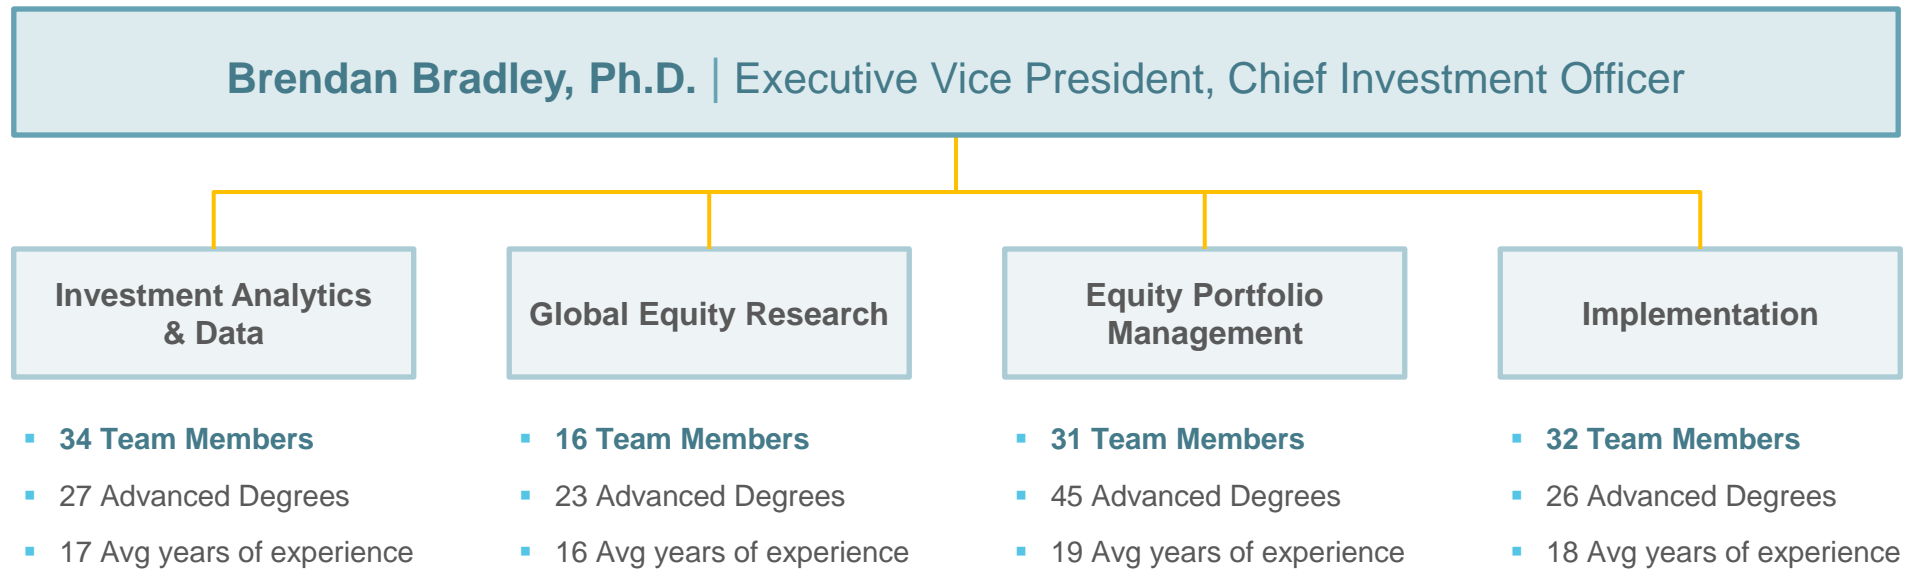 Brendan Bradley, Ph.D. | Executive Vice President, Chief Investment Officer
Investment Analytics
& Data
▪ 34 Team Members
▪ 27 Advanced Degrees
▪ 17 Avg years of experience
Global Equity Research
▪ 16 Team Members
▪ 23 Advanced Degrees
▪ 16 Avg years of experience
Equity Portfolio
Management
▪ 31 Team Members
▪ 45 Advanced Degrees
▪ 19 Avg years of experience
Implementation
▪ 32 Team Members
▪ 26 Advanced Degrees
▪ 18 Avg years of experience